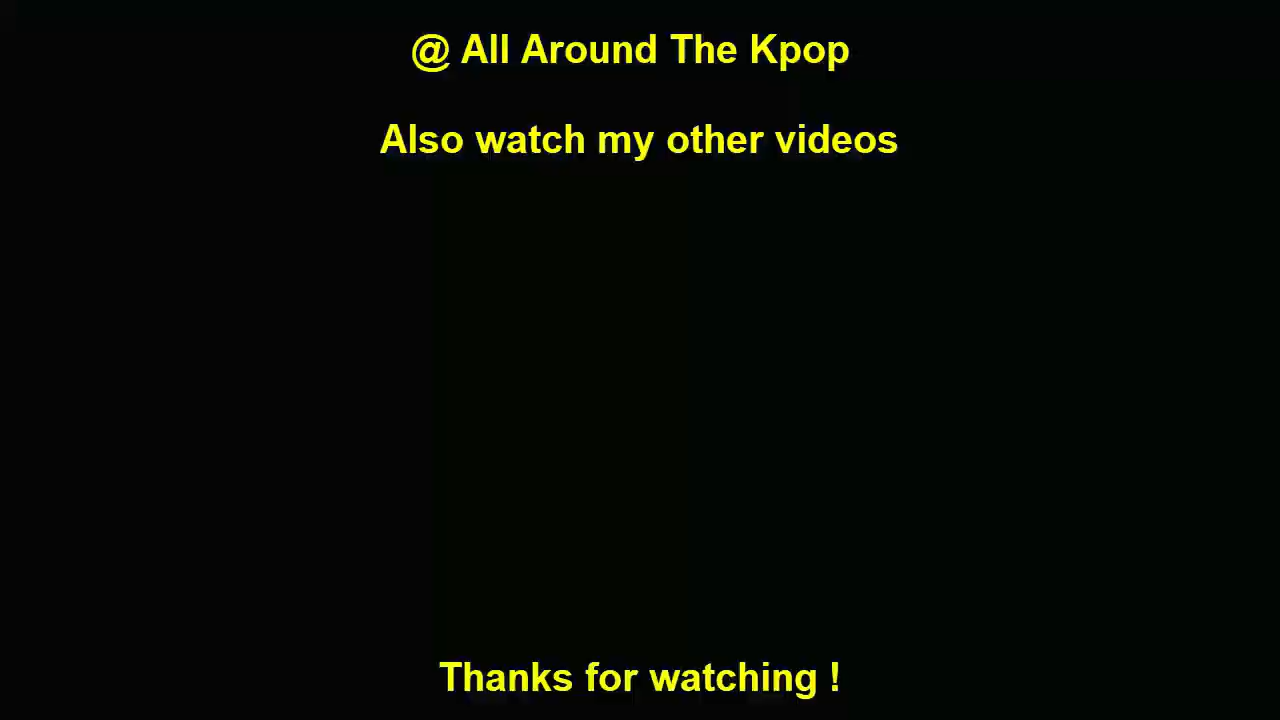 @ All Around The Kpop
Also watch my other videos
Thanks for watching !